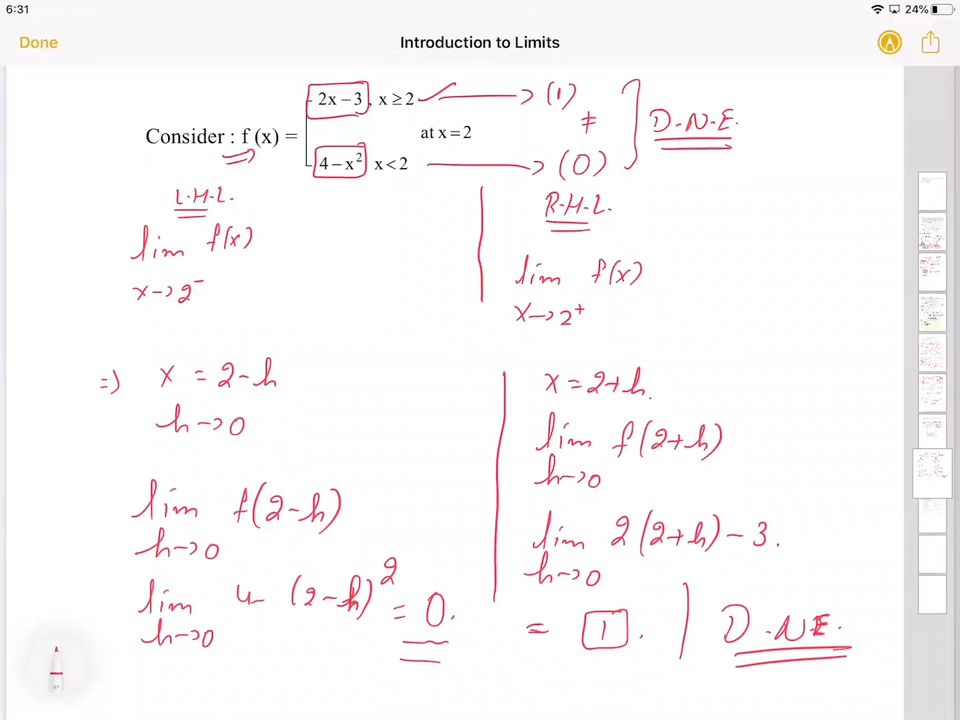 6:31
24%
Done
Introduction to Limits
Consider : f (x) =
2x – 3 , x ≥ 2 → (1)
at x = 2
≠
4 – x² x < 2 → (0)
D.N.E.
L.H.L.
lim f(x)
x→2⁻
=) x = 2-h
h→0
lim f(2-h)
h→0
lim 4- (2-h)² = 0.
h→0
R.H.L.
lim f(x)
x→2⁺
x = 2+h.
lim f(2+h)
h→0
lim 2(2+h)-3.
h→0
= 1. | D.N.E.